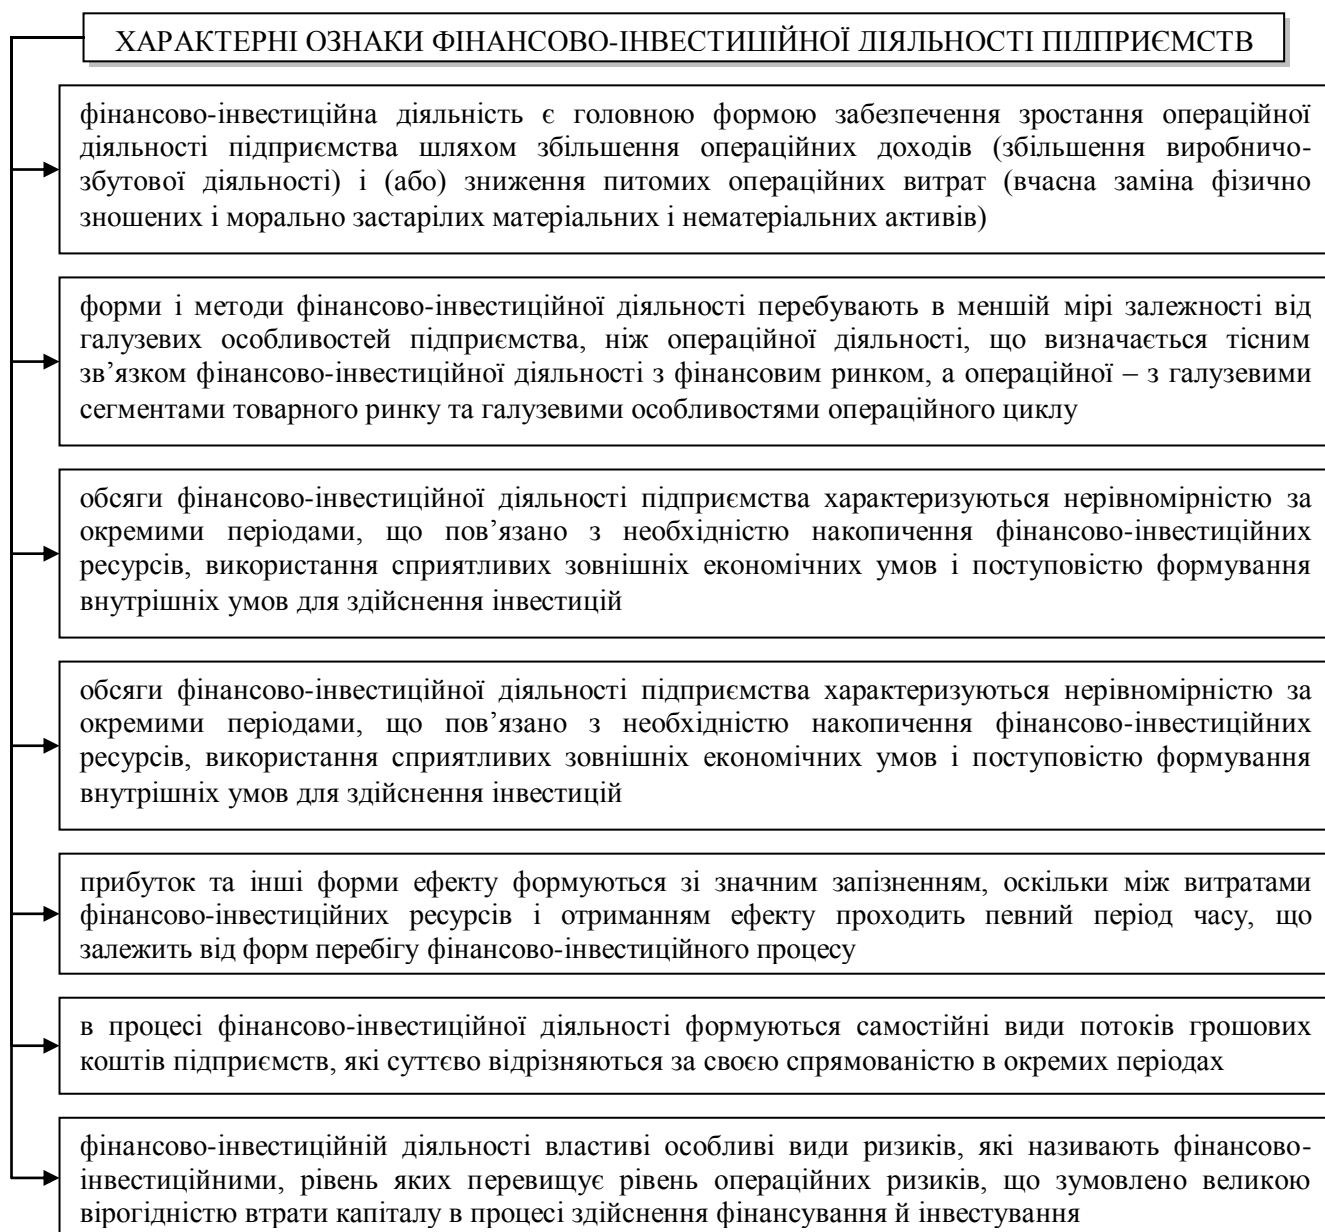 ХАРАКТЕРНІ ОЗНАКИ ФІНАНСОВО-ІНВЕСТИЦІЙНОЇ ДІЯЛЬНОСТІ ПІДПРИЄМСТВ
фінансово-інвестиційна діяльність є головною формою забезпечення зростання операційної
діяльності підприємства шляхом збільшення операційних доходів (збільшення виробничо-
збутової діяльності) і (або) зниження питомих операційних витрат (вчасна заміна фізично
зношених і морально застарілих матеріальних і нематеріальних активів)
форми і методи фінансово-інвестиційної діяльності перебувають в меншій мірі залежності від
галузевих особливостей підприємства, ніж операційної діяльності, що визначається тісним
зв’язком фінансово-інвестиційної діяльності з фінансовим ринком, а операційної – з галузевими
сегментами товарного ринку та галузевими особливостями операційного циклу
обсяги фінансово-інвестиційної діяльності підприємства характеризуються нерівномірністю за
окремими періодами, що пов’язано з необхідністю накопичення фінансово-інвестиційних
ресурсів, використання сприятливих зовнішніх економічних умов і поступовістю формування
внутрішніх умов для здійснення інвестицій
обсяги фінансово-інвестиційної діяльності підприємства характеризуються нерівномірністю за
окремими періодами, що пов’язано з необхідністю накопичення фінансово-інвестиційних
ресурсів, використання сприятливих зовнішніх економічних умов і поступовістю формування
внутрішніх умов для здійснення інвестицій
прибуток та інші форми ефекту формуються зі значним запізненням, оскільки між витратами
фінансово-інвестиційних ресурсів і отриманням ефекту проходить певний період часу, що
залежить від форм перебігу фінансово-інвестиційного процесу
в процесі фінансово-інвестиційної діяльності формуються самостійні види потоків грошових
коштів підприємств, які суттєво відрізняються за своєю спрямованістю в окремих періодах
фінансово-інвестиційній діяльності властиві особливі види ризиків, які називають фінансово-
інвестиційними, рівень яких перевищує рівень операційних ризиків, що зумовлено великою
вірогідністю втрати капіталу в процесі здійснення фінансування й інвестування